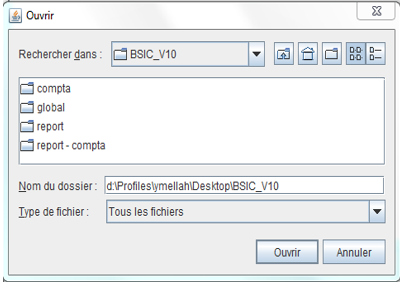 Ouvrir
Rechercher dans : BSIC_V10
compta
global
report
report - compta
Nom du dossier : d:\Profiles\ymellah\Desktop\BSIC_V10
Type de fichier : Tous les fichiers
Ouvrir Annuler